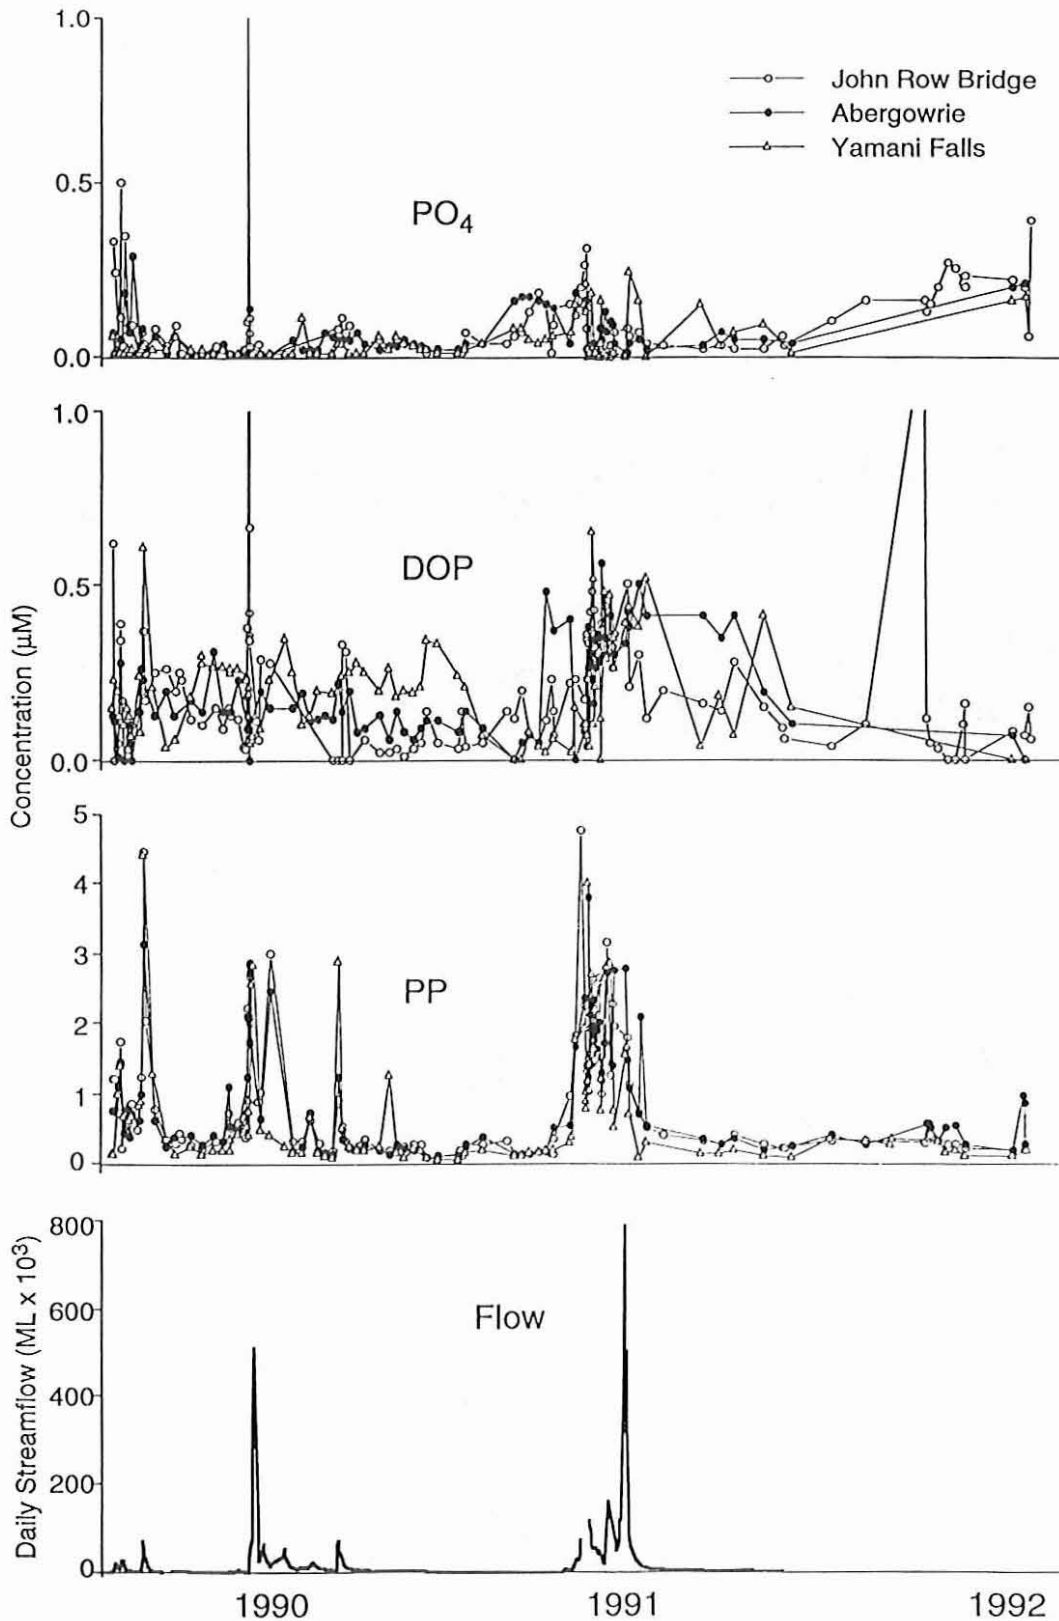 1.0
0.5
0.0
PO4
John Row Bridge
Abergowrie
Yamani Falls
1.0
0.5
0.0
DOP
Concentration (μM)
5
4
3
2
1
0
PP
800
600
400
200
0
Flow
Daily Streamflow (ML x 10³)
1990
1991
1992